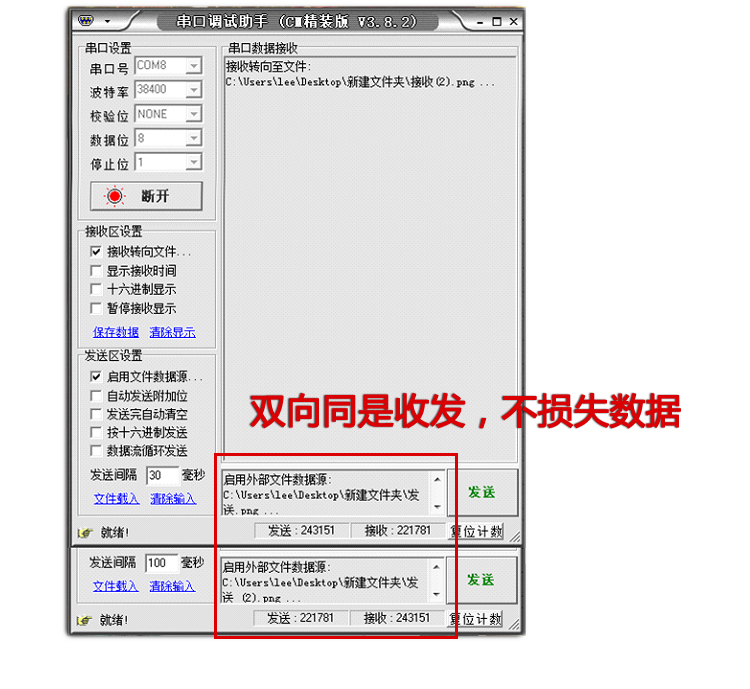 串口调试助手 (CM精装版 V3.8.2)
串口设置
串口号 COM8
波特率 38400
校验位 NONE
数据位 8
停止位 1
断开
接收区设置
接收转向文件...
显示接收时间
十六进制显示
暂停接收显示
保存数据 清除显示
发送区设置
启用文件数据源...
自动发送附加位
发送完自动清空
按十六进制发送
数据流循环发送
发送间隔 30 毫秒
文件载入 清除输入
就绪!
串口数据接收
接收转向至文件:
C:\Users\lee\Desktop\新建文件夹\接收(2).png ...
双向同是收发，不损失数据
启用外部文件数据源:
C:\Users\lee\Desktop\新建文件夹\发
送.png ...
发送
发送 : 243151 接收 : 221781 复位计数
发送间隔 100 毫秒
文件载入 清除输入
就绪!
启用外部文件数据源:
C:\Users\lee\Desktop\新建文件夹\发
送 (2).png ...
发送
发送 : 221781 接收 : 243151 复位计数